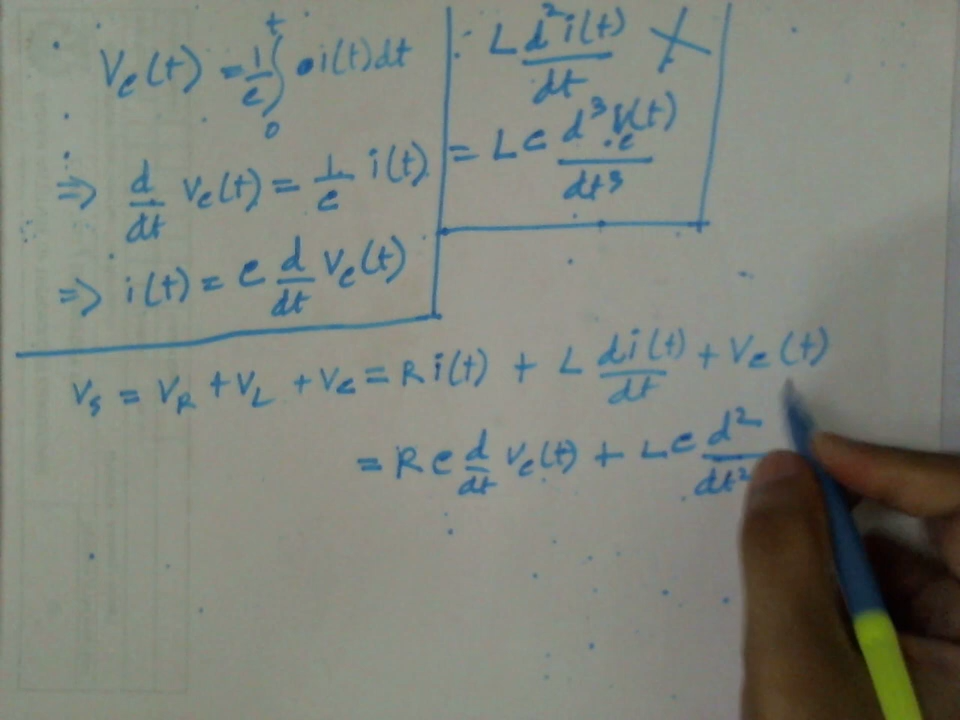 Vc(t) = 1/c ∫₀ᵗ i(t)dt
⇒ d/dt Vc(t) = 1/c i(t)
⇒ i(t) = c d/dt Vc(t)
L d²i(t)/dt
= LC d³Vc(t)/dt³
Vs = VR + VL + Vc = Ri(t) + L di(t)/dt + Vc(t)
= RC d/dt Vc(t) + LC d²/dt²